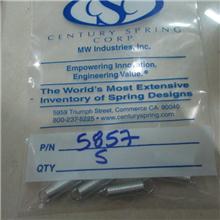 CSC
CENTURY SPRING
CORP.
MW Industries, Inc.
Empowering Innovation,
Engineering Value.®
The World's Most Extensive
Inventory of Spring Designs
5959 Triumph Street, Commerce CA 90040
800-237-5225 • www.centuryspring.com
P/N 5857
QTY 5